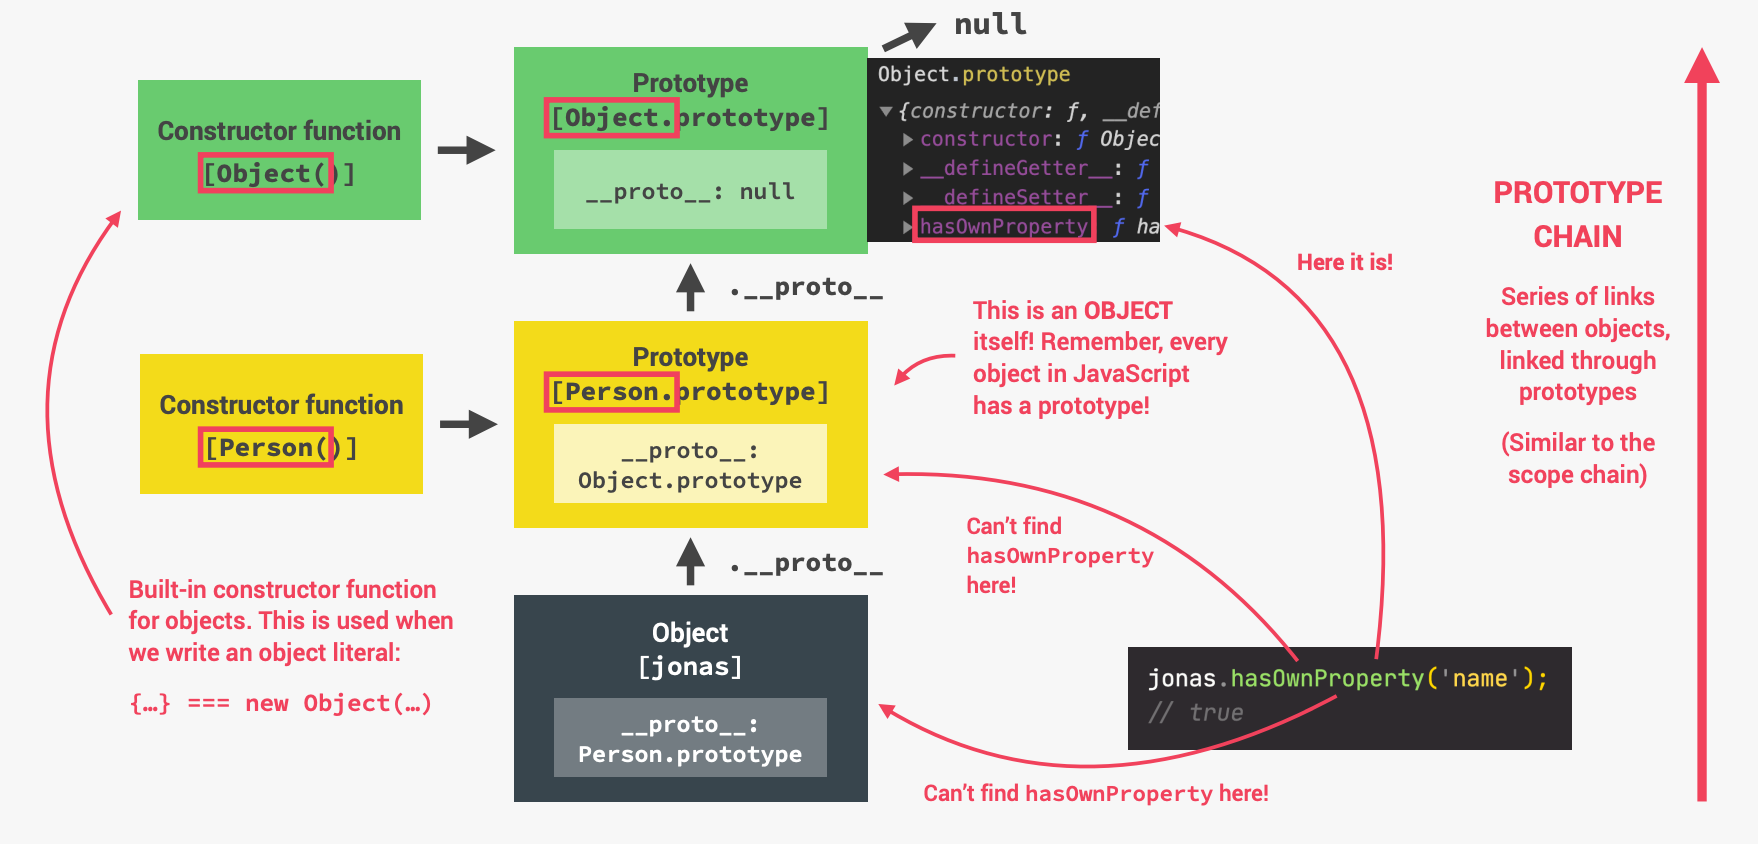 null
Constructor function
[Object()]
Prototype
[Object.prototype]
__proto__: null
Object.prototype
{constructor: ƒ, __def
constructor: ƒ Objec
__defineGetter__: ƒ
__defineSetter__: ƒ
hasOwnProperty ƒ ha
Here it is!
.__proto__
Constructor function
[Person()]
Prototype
[Person.prototype]
__proto__:
Object.prototype
This is an OBJECT
itself! Remember, every
object in JavaScript
has a prototype!
Can't find
hasOwnProperty
here!
.__proto__
Built-in constructor function
for objects. This is used when
we write an object literal:
{…} === new Object(…)
Object
[jonas]
__proto__:
Person.prototype
jonas.hasOwnProperty('name');
// true
Can't find hasOwnProperty here!
PROTOTYPE
CHAIN
Series of links
between objects,
linked through
prototypes
(Similar to the
scope chain)